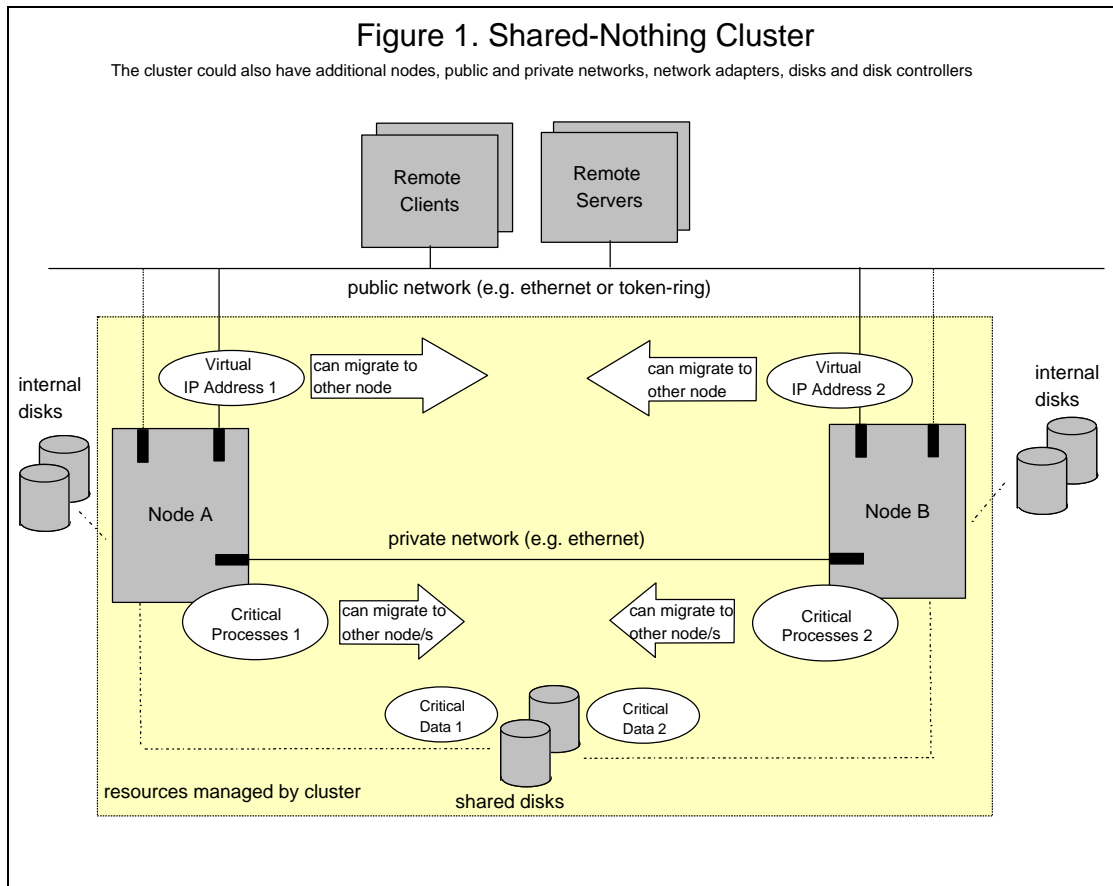 Figure 1. Shared-Nothing Cluster
The cluster could also have additional nodes, public and private networks, network adapters, disks and disk controllers
Remote
Clients
Remote
Servers
public network (e.g. ethernet or token-ring)
internal
disks
Virtual
IP Address 1
can migrate to
other node
can migrate to
other node
Virtual
IP Address 2
internal
disks
Node A
Node B
private network (e.g. ethernet)
Critical
Processes 1
can migrate to
other node/s
can migrate to
other node/s
Critical
Processes 2
Critical
Data 1
Critical
Data 2
resources managed by cluster
shared disks